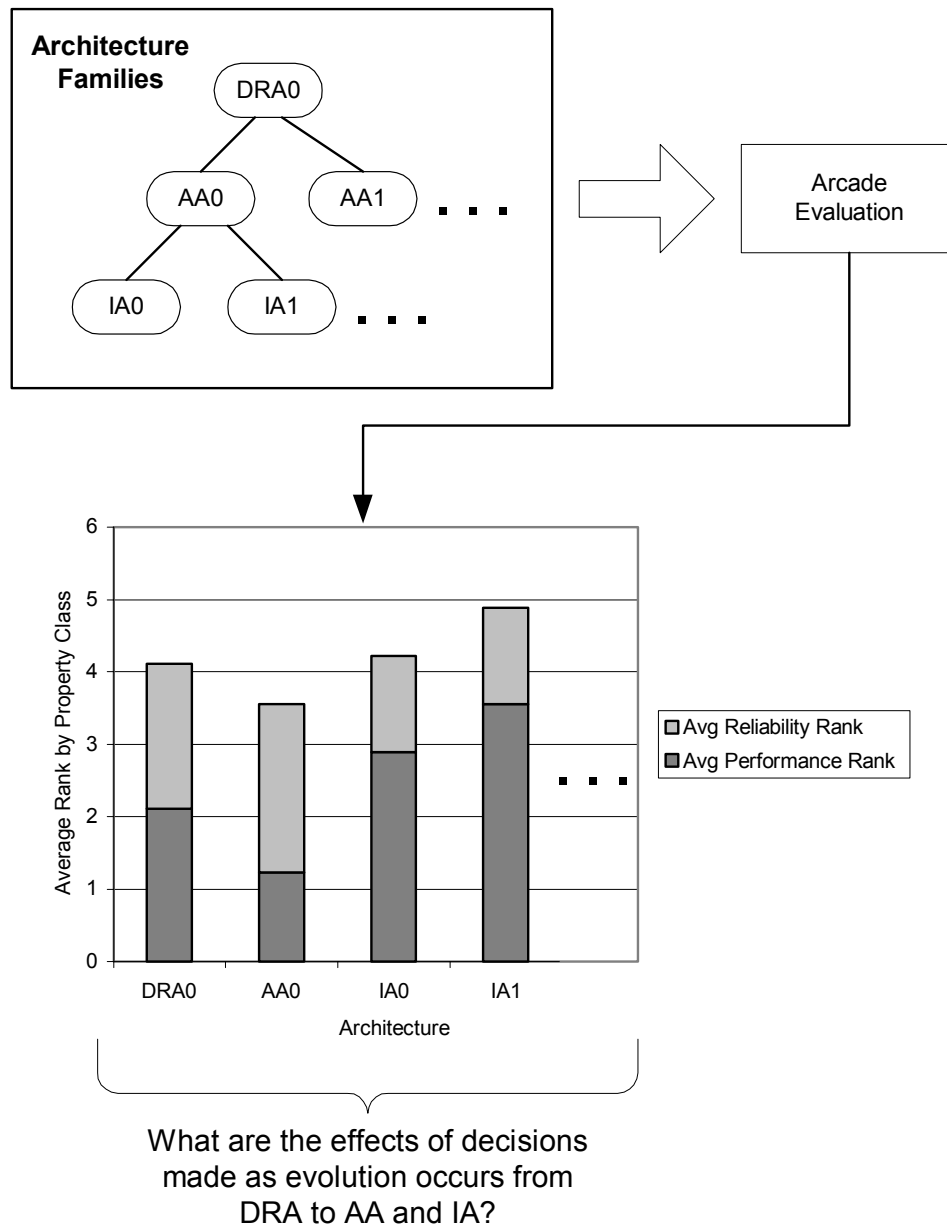 Architecture
Families
DRA0
AA0
AA1
IA0
IA1
Arcade
Evaluation
Average Rank by Property Class
6
5
4
3
2
1
0
DRA0
AA0
IA0
IA1
Architecture
Avg Reliability Rank
Avg Performance Rank
What are the effects of decisions
made as evolution occurs from
DRA to AA and IA?